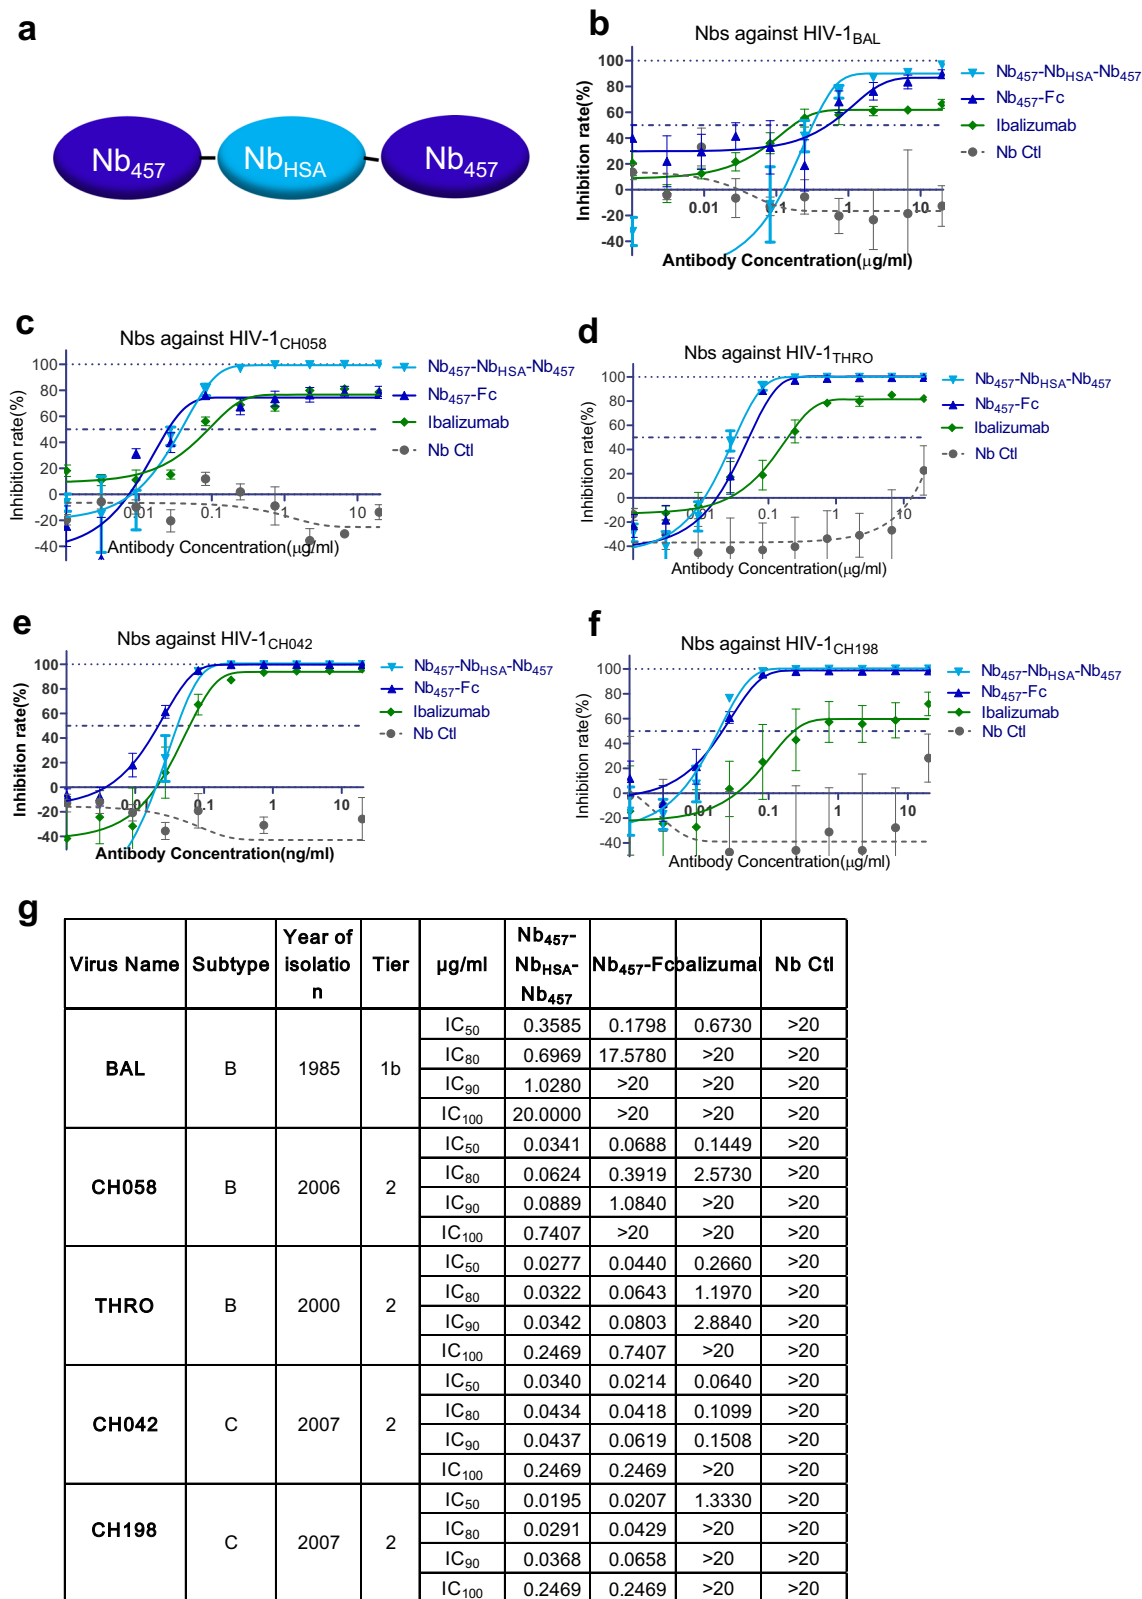 a
Nb457
NbHSA
Nb457
b
Nbs against HIV-1BAL
Inhibition rate(%)
100
80
60
40
20
0
-20
-40
0.01
0.1
1
10
Antibody Concentration(μg/ml)
Nb457-NbHSA-Nb457
Nb457-Fc
Ibalizumab
Nb Ctl
c
Nbs against HIV-1CH058
Inhibition rate(%)
100
80
60
40
20
0
-20
-40
0.01
0.1
1
10
Antibody Concentration(μg/ml)
Nb457-NbHSA-Nb457
Nb457-Fc
Ibalizumab
Nb Ctl
d
Nbs against HIV-1THRO
Inhibition rate(%)
100
80
60
40
20
0
-20
-40
0.01
0.1
1
10
Antibody Concentration(μg/ml)
Nb457-NbHSA-Nb457
Nb457-Fc
Ibalizumab
Nb Ctl
e
Nbs against HIV-1CH042
Inhibition rate(%)
100
80
60
40
20
0
-20
-40
0.1
1
10
Antibody Concentration(ng/ml)
Nb457-NbHSA-Nb457
Nb457-Fc
Ibalizumab
Nb Ctl
f
Nbs against HIV-1CH198
Inhibition rate(%)
100
80
60
40
20
0
-20
-40
0.01
0.1
1
10
Antibody Concentration(μg/ml)
Nb457-NbHSA-Nb457
Nb457-Fc
Ibalizumab
Nb Ctl
g
Virus Name Subtype Year of isolatio n Tier μg/ml Nb457-NbHSA-Nb457 Nb457-Fc balizumal Nb Ctl
BAL B 1985 1b
IC50 0.3585 0.1798 0.6730 >20
IC80 0.6969 17.5780 >20 >20
IC90 1.0280 >20 >20 >20
IC100 20.0000 >20 >20 >20
CH058 B 2006 2
IC50 0.0341 0.0688 0.1449 >20
IC80 0.0624 0.3919 2.5730 >20
IC90 0.0889 1.0840 >20 >20
IC100 0.7407 >20 >20 >20
THRO B 2000 2
IC50 0.0277 0.0440 0.2660 >20
IC80 0.0322 0.0643 1.1970 >20
IC90 0.0342 0.0803 2.8840 >20
IC100 0.2469 0.7407 >20 >20
CH042 C 2007 2
IC50 0.0340 0.0214 0.0640 >20
IC80 0.0434 0.0418 0.1099 >20
IC90 0.0437 0.0619 0.1508 >20
IC100 0.2469 0.2469 >20 >20
CH198 C 2007 2
IC50 0.0195 0.0207 1.3330 >20
IC80 0.0291 0.0429 >20 >20
IC90 0.0368 0.0658 >20 >20
IC100 0.2469 0.2469 >20 >20